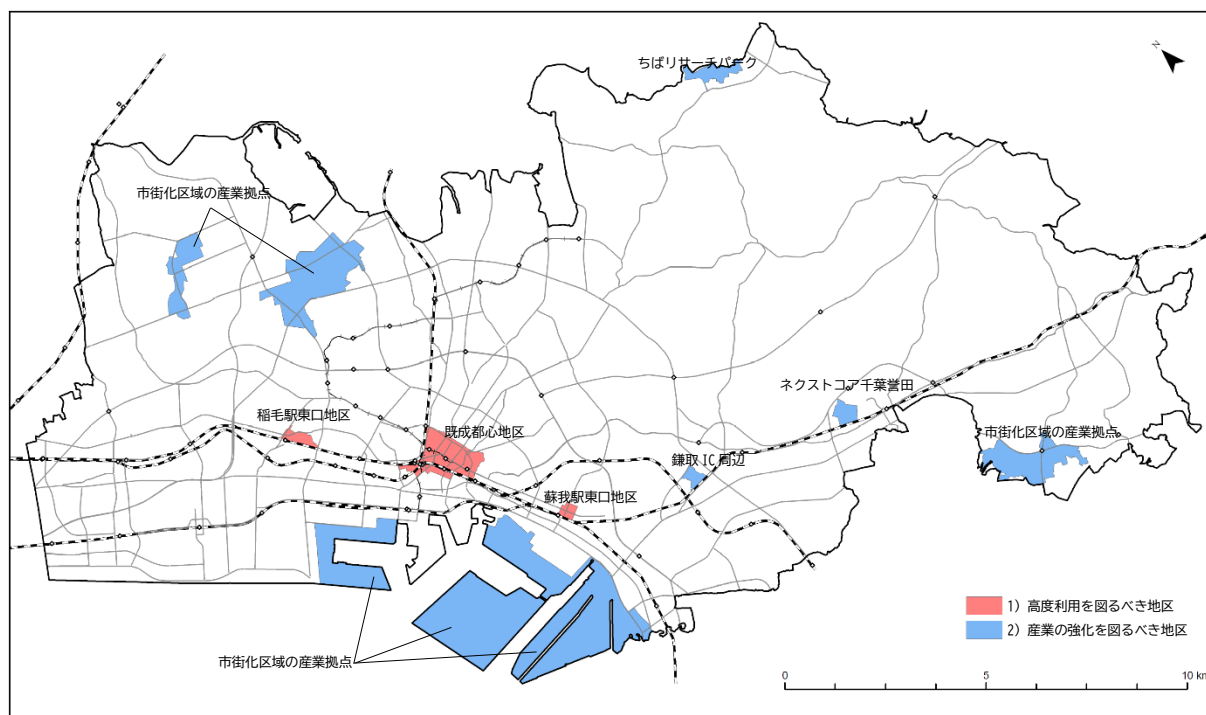 ちばリサーチパーク
N
市街化区域の産業拠点
ネクストコア千葉誉田
稲毛駅東口地区
既成都心地区
市街化区域の産業拠点
鎌取IC周辺
蘇我駅東口地区
1）高度利用を図るべき地区
2）産業の強化を図るべき地区
市街化区域の産業拠点
0 5 10 km